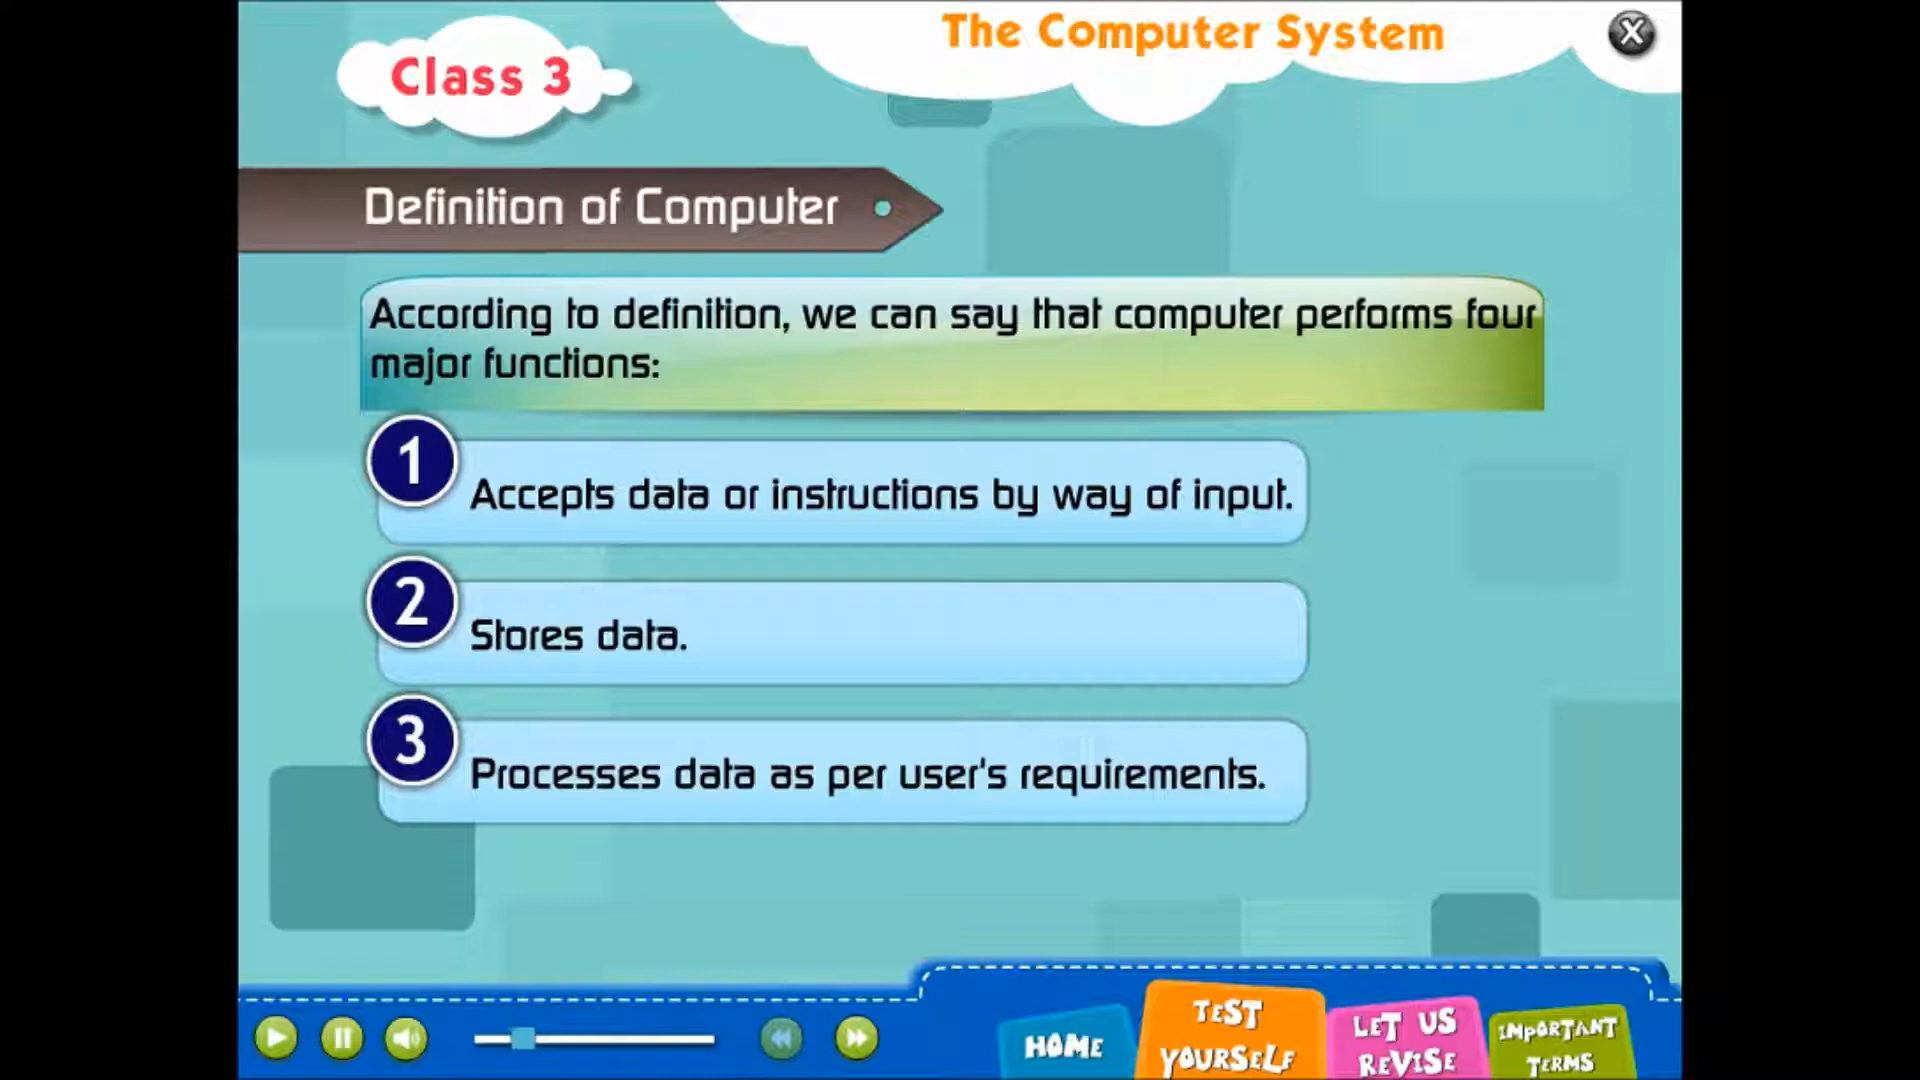 The Computer System
Class 3
Definition of Computer
According to definition, we can say that computer performs four
major functions:
1
Accepts data or instructions by way of input.
2
Stores data.
3
Processes data as per user's requirements.
HOME
TEST
YOURSELF
LET US
REVISE
IMPORTANT
TERMS